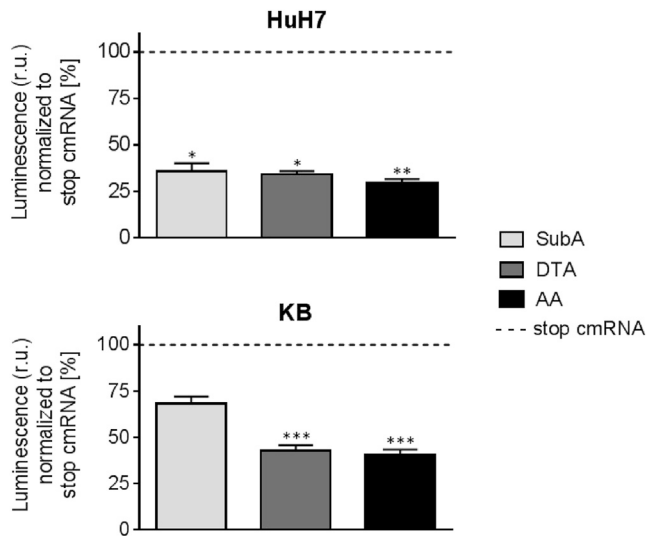 HuH7
Luminescence (r.u.)
normalized to
stop cmRNA [%]
100
75
50
25
0
*
*
**
SubA
DTA
AA
stop cmRNA
KB
Luminescence (r.u.)
normalized to
stop cmRNA [%]
100
75
50
25
0
***
***